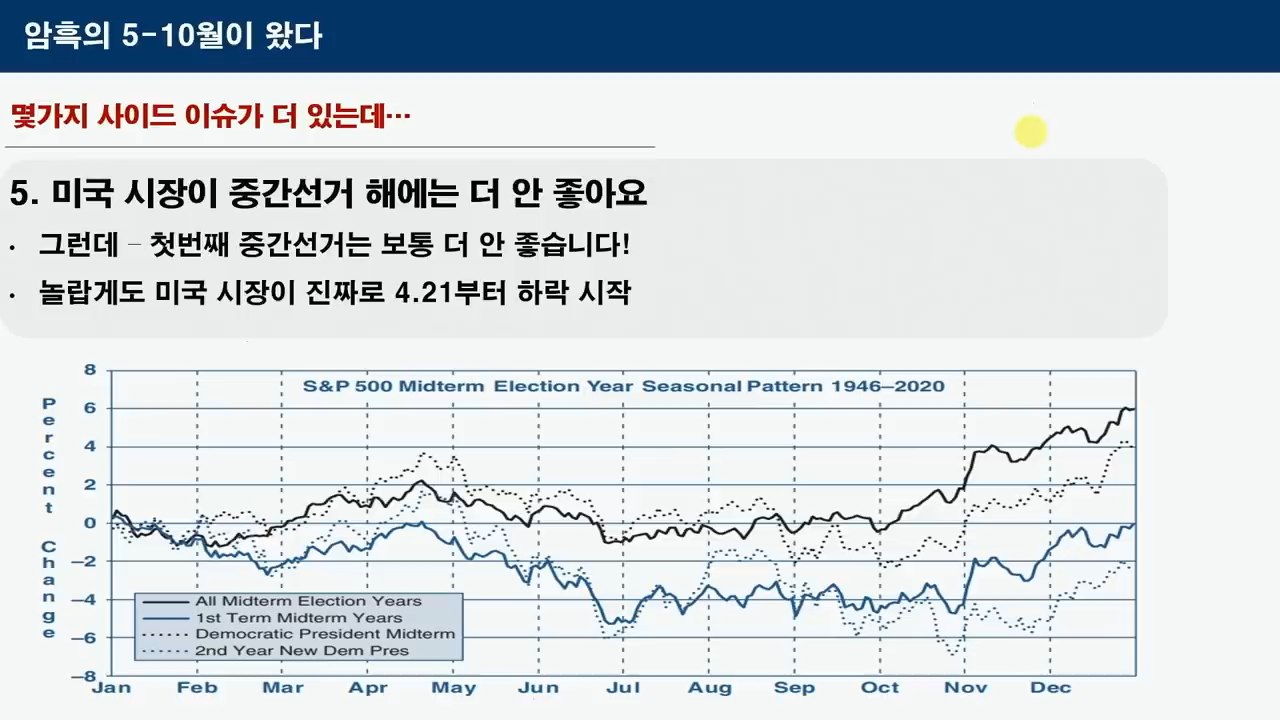 암흑의 5-10월이 왔다
몇가지 사이드 이슈가 더 있는데…
5. 미국 시장이 중간선거 해에는 더 안 좋아요
• 그런데 – 첫번째 중간선거는 보통 더 안 좋습니다!
• 놀랍게도 미국 시장이 진짜로 4.21부터 하락 시작
S&P 500 Midterm Election Year Seasonal Pattern 1946–2020
Percent Change
8
6
4
2
0
–2
–4
–6
–8
All Midterm Election Years
1st Term Midterm Years
Democratic President Midterm
2nd Year New Dem Pres
Jan Feb Mar Apr May Jun Jul Aug Sep Oct Nov Dec